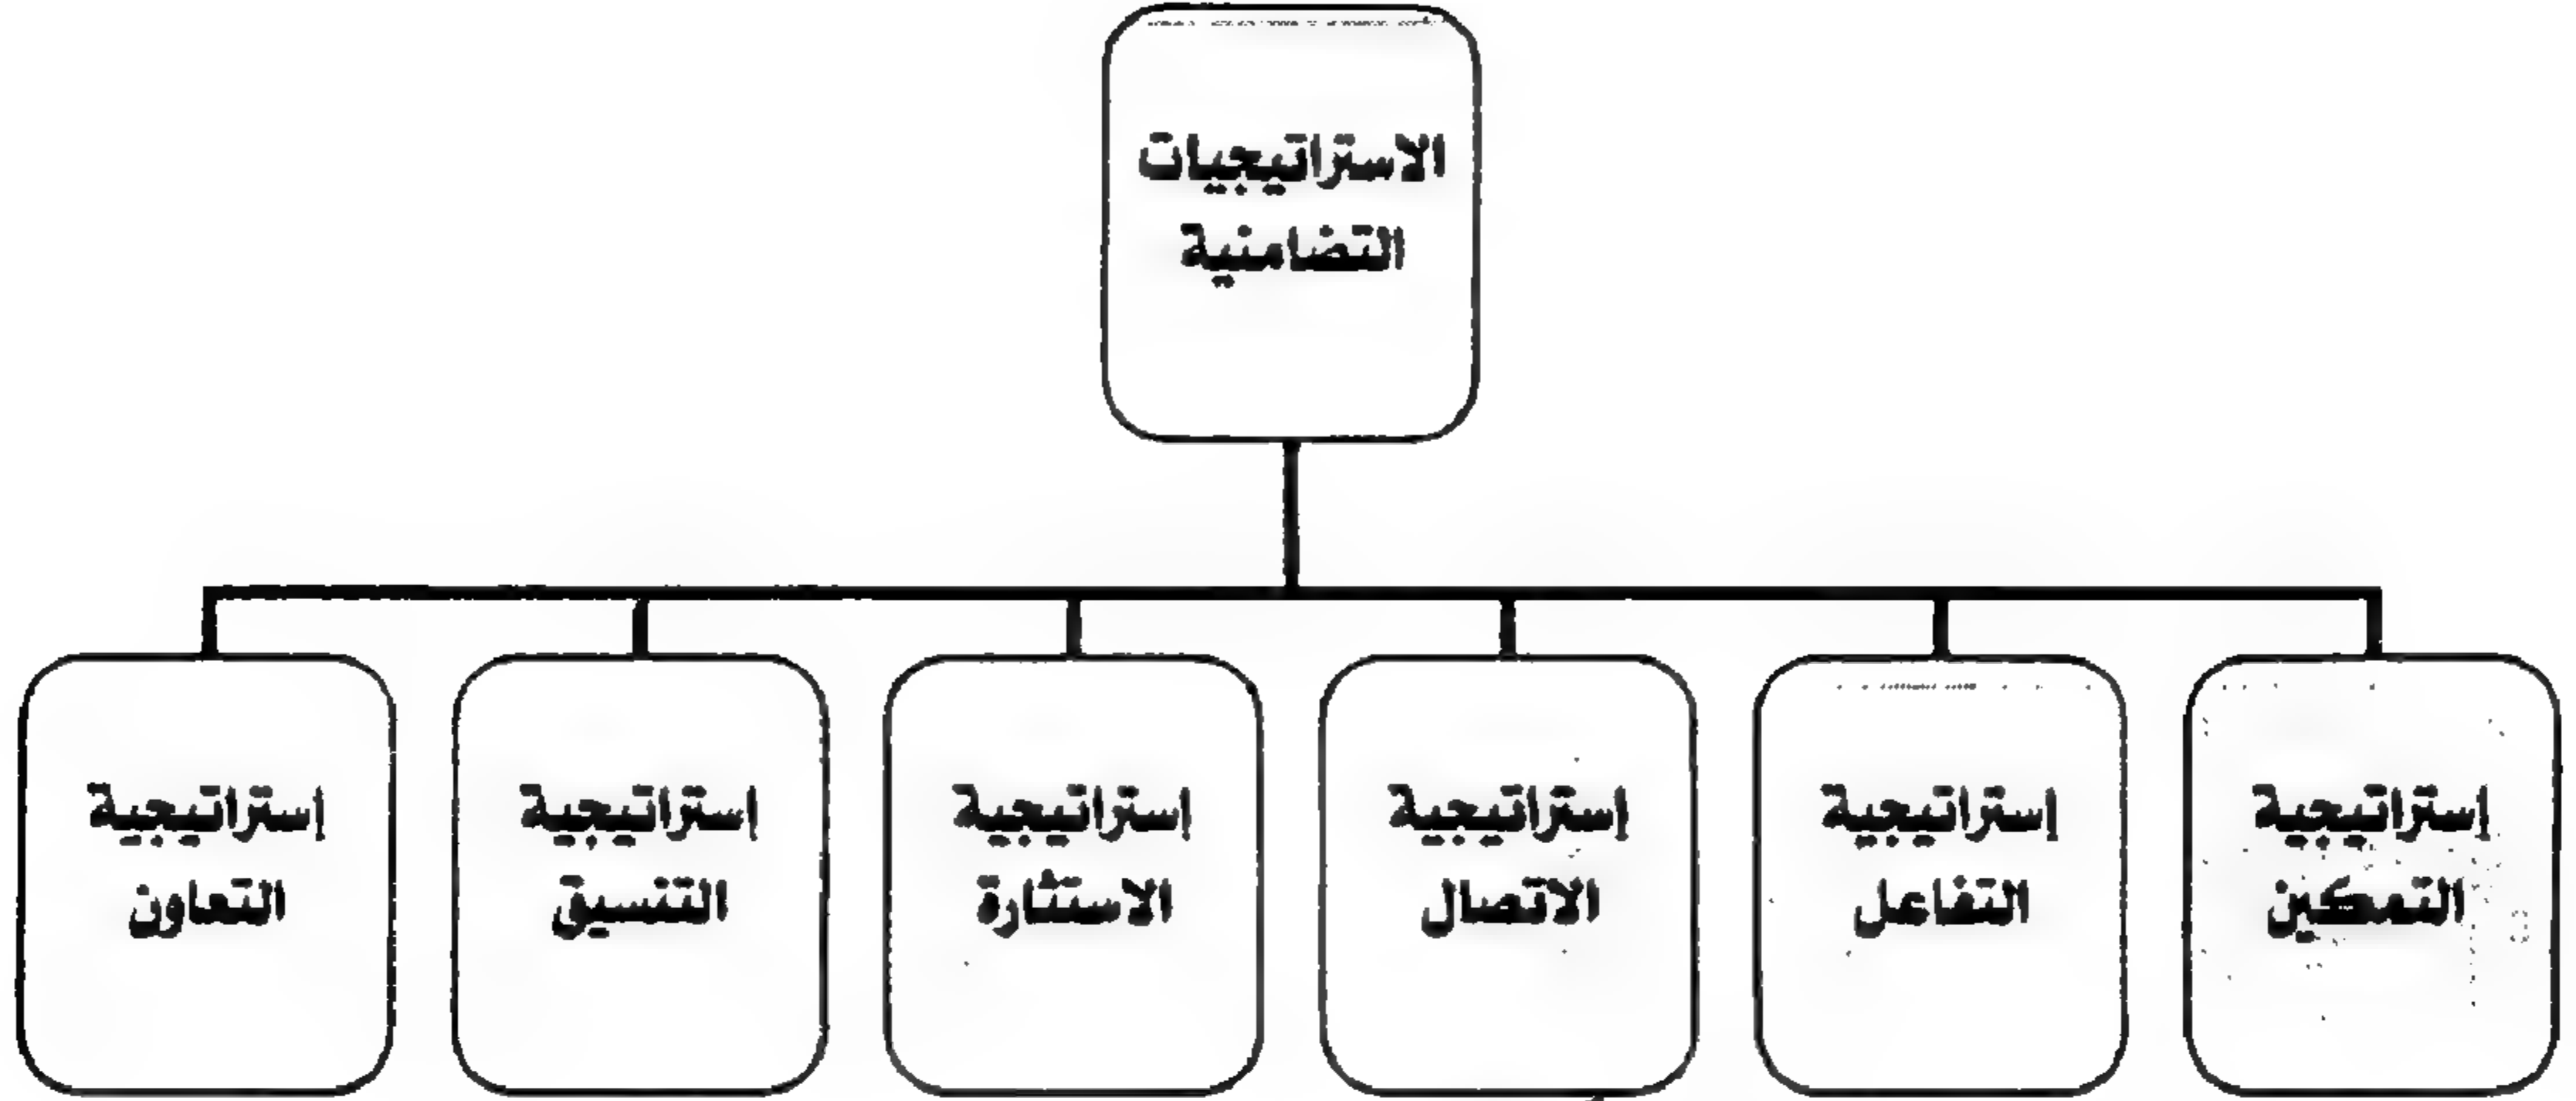 الاستراتيجيات
التضامنية
إستراتيجية
التمكين
إستراتيجية
التفاعل
إستراتيجية
الاتصال
إستراتيجية
الاستثارة
إستراتيجية
التنسيق
إستراتيجية
التعاون